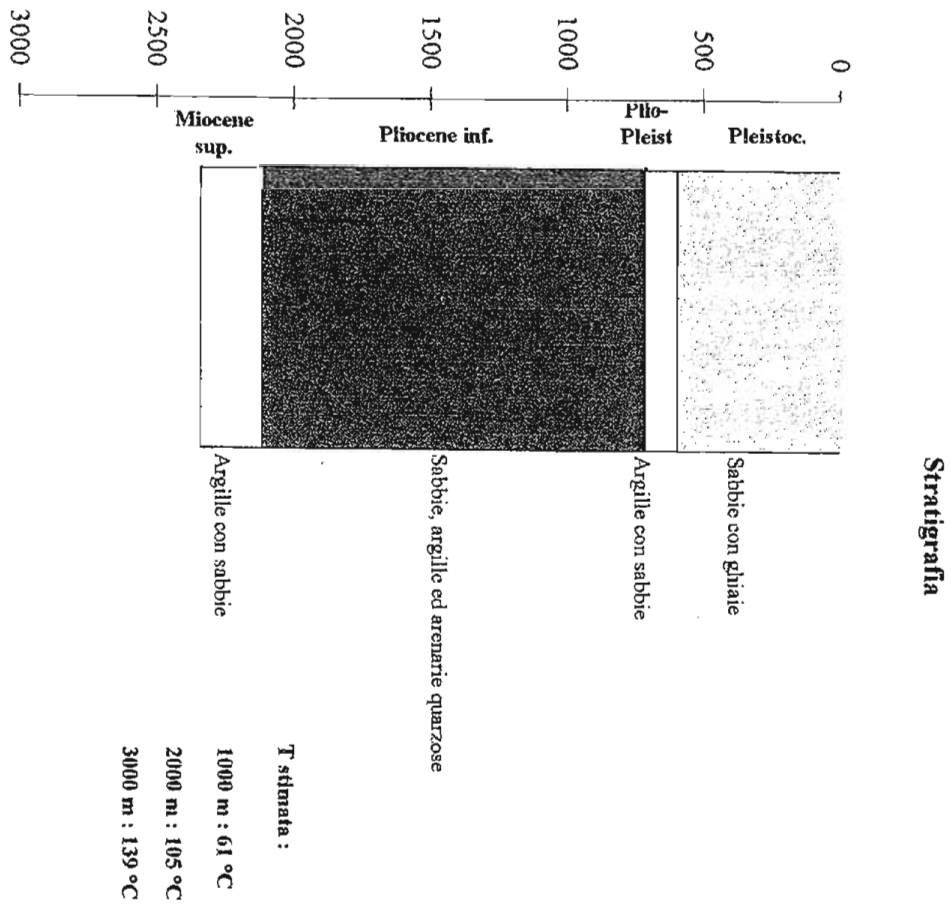 Stratigrafia
0
500
1000
1500
2000
2500
3000
Pleistoc.
Plio-
Pleist
Pliocene inf.
Miocene
sup.
Sabbie con ghiaie
Argille con sabbie
Sabbie, argille ed arenarie quarzose
Argille con sabbie
T stimata :
1000 m : 61 °C
2000 m : 105 °C
3000 m : 139 °C